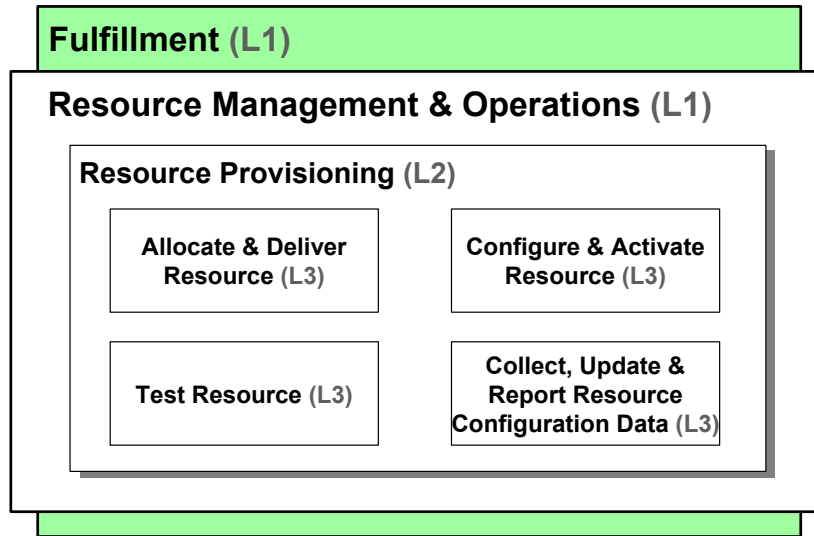 Fulfillment (L1)
Resource Management & Operations (L1)
Resource Provisioning (L2)
Allocate & Deliver
Resource (L3)
Configure & Activate
Resource (L3)
Test Resource (L3)
Collect, Update &
Report Resource
Configuration Data (L3)